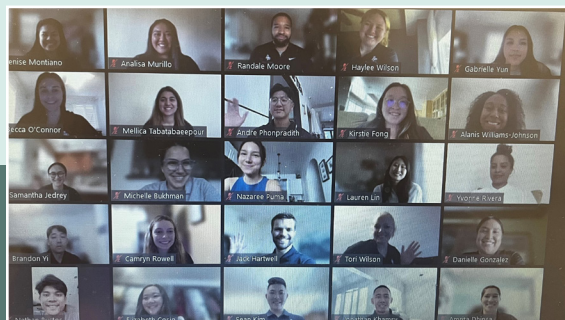 enise Montiano
Analisa Murillo
Randale Moore
Haylee Wilson
Gabrielle Yun
ecca O'Connor
Mellica Tabatabaeepour
Andre Phonpradith
Kirstie Fong
Alanis Williams-Johnson
Samantha Jedrey
Michelle Bukhman
Nazaree Puma
Lauren Lin
Yvonne Rivera
Brandon Yi
Camryn Rowell
Jack Hartwell
Tori Wilson
Danielle Gonzalez
Sean Kim